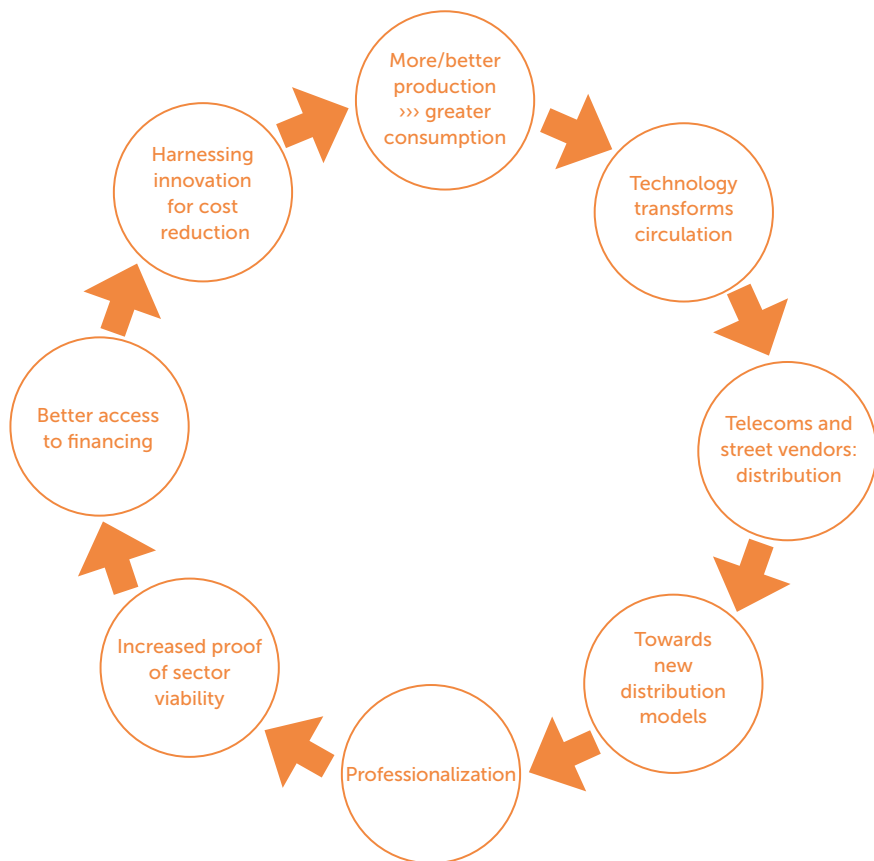 More/better
production
››› greater
consumption
Technology
transforms
circulation
Telecoms and
street vendors:
distribution
Towards
new
distribution
models
Professionalization
Increased proof
of sector
viability
Better access
to financing
Harnessing
innovation
for cost
reduction